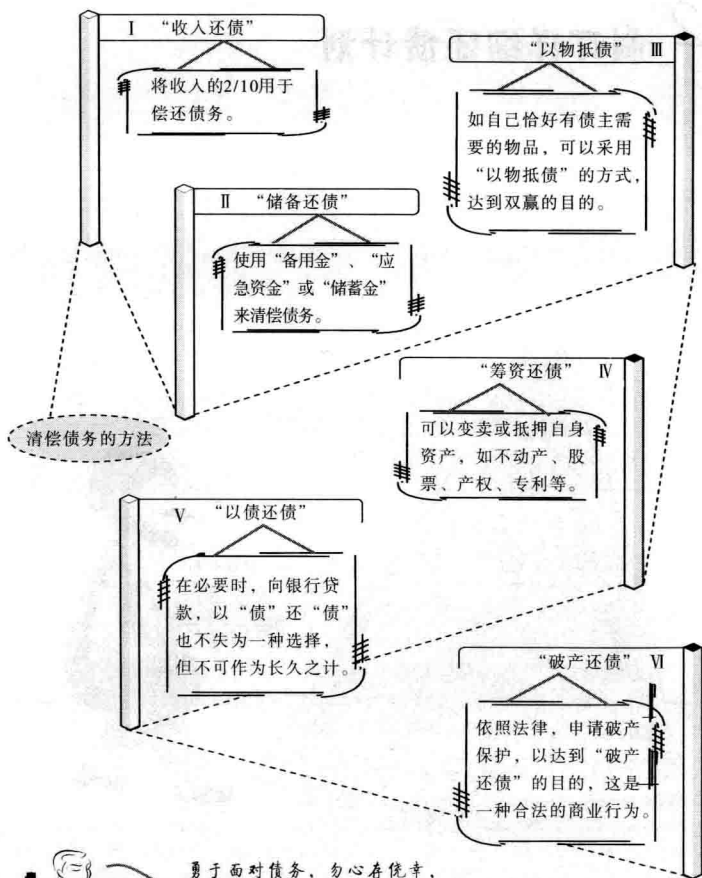 Ⅰ “收入还债”
将收入的2/10用于
偿还债务。
“以物抵债” Ⅲ
如自己恰好有债主需
要的物品，可以采用
“以物抵债”的方式，
达到双赢的目的。
Ⅱ “储备还债”
使用“备用金”、“应
急资金”或“储蓄金”
来清偿债务。
“筹资还债” Ⅳ
可以变卖或抵押自身
资产，如不动产、股
票、产权、专利等。
清偿债务的方法
Ⅴ “以债还债”
在必要时，向银行贷
款，以“债”还“债”
也不失为一种选择，
但不可作为长久之计。
“破产还债” Ⅵ
依照法律，申请破产
保护，以达到“破产
还债”的目的，这是
一种合法的商业行为。
勇于面对债务，勿心存侥幸，